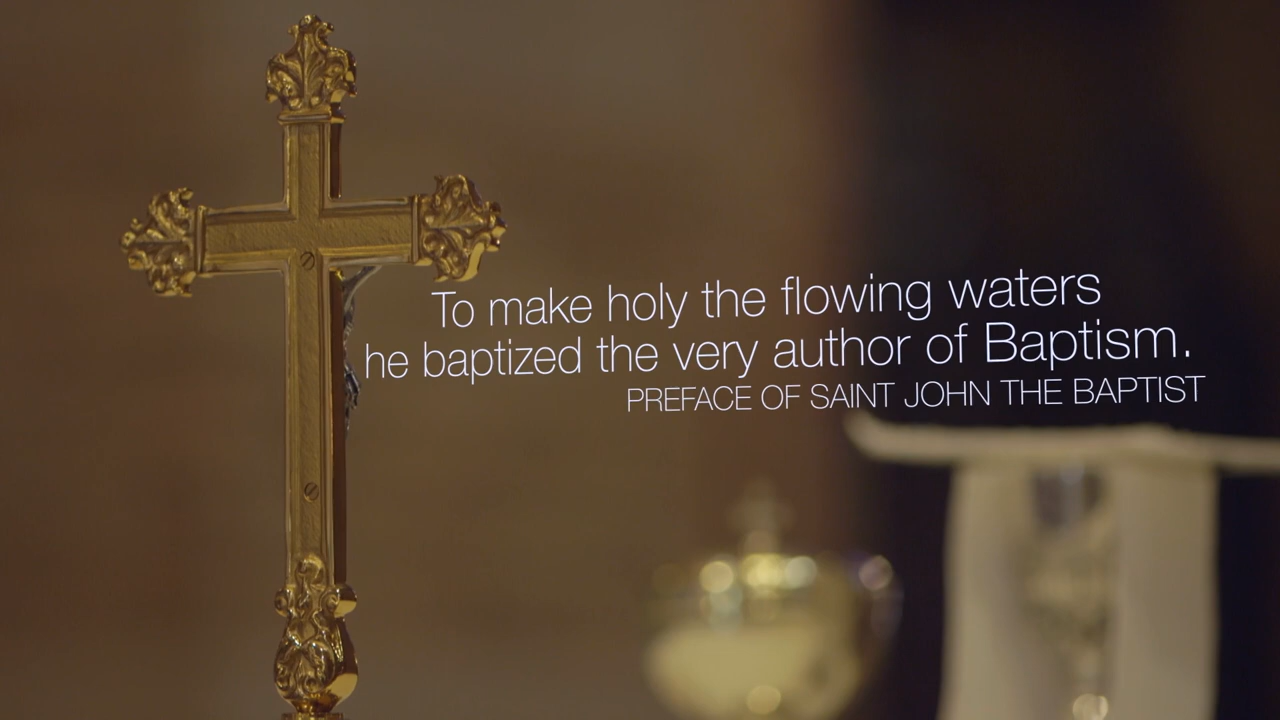 To make holy the flowing waters
he baptized the very author of Baptism.
PREFACE OF SAINT JOHN THE BAPTIST